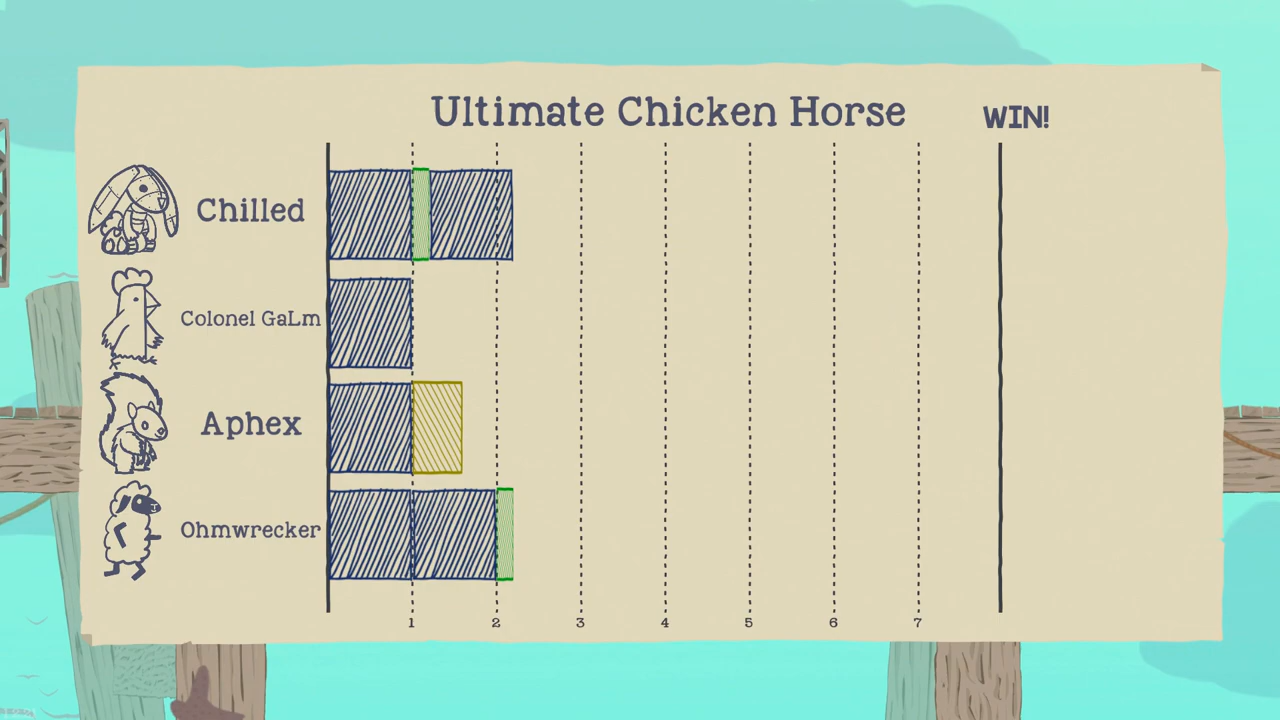 Ultimate Chicken Horse
WIN!
Chilled
Colonel GaLm
Aphex
Ohmwrecker
1 2 3 4 5 6 7